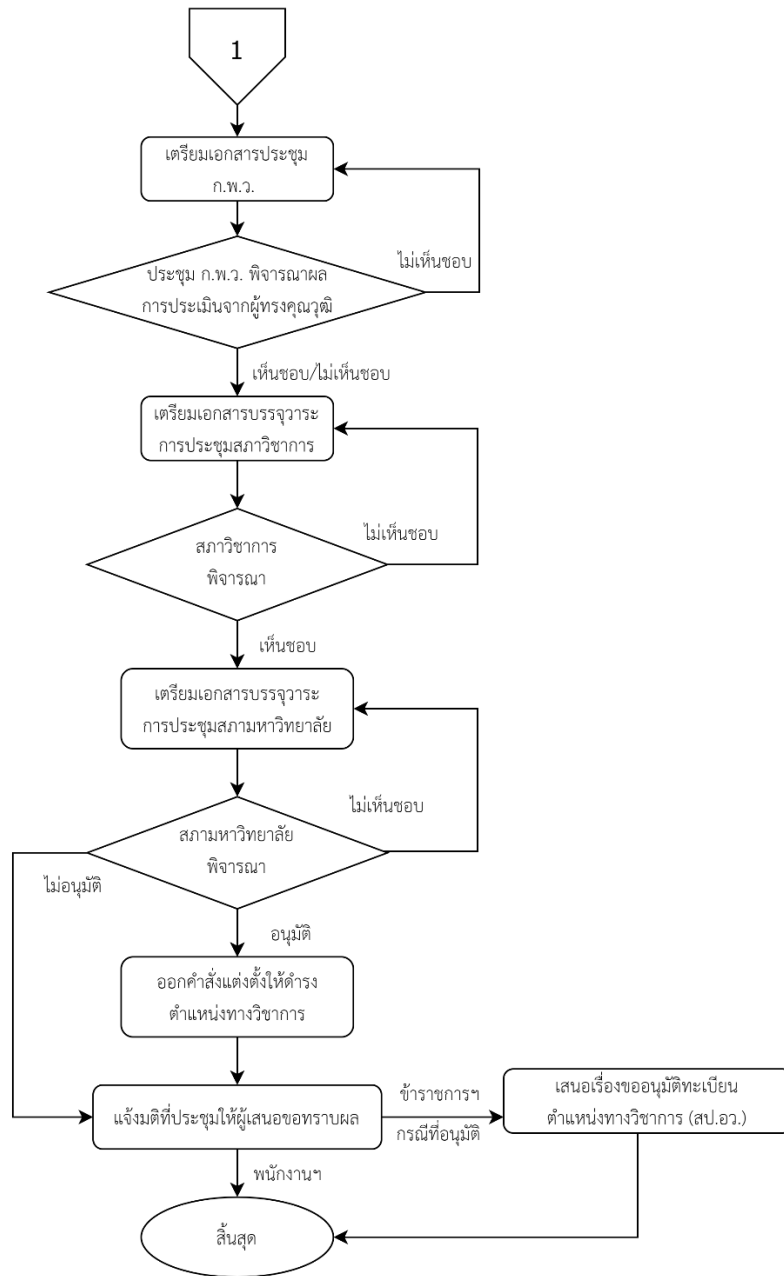 1
เตรียมเอกสารประชุม
ก.พ.ว.
ไม่เห็นชอบ
ประชุม ก.พ.ว. พิจารณาผล
การประเมินจากผู้ทรงคุณวุฒิ
เห็นชอบ/ไม่เห็นชอบ
เตรียมเอกสารบรรจุวาระ
การประชุมสภาวิชาการ
ไม่เห็นชอบ
สภาวิชาการ
พิจารณา
เห็นชอบ
เตรียมเอกสารบรรจุวาระ
การประชุมสภามหาวิทยาลัย
ไม่เห็นชอบ
สภามหาวิทยาลัย
พิจารณา
ไม่อนุมัติ
อนุมัติ
ออกคำสั่งแต่งตั้งให้ดำรง
ตำแหน่งทางวิชาการ
แจ้งมติที่ประชุมให้ผู้เสนอขอทราบผล
ข้าราชการฯ
กรณีที่อนุมัติ
เสนอเรื่องขออนุมัติทะเบียน
ตำแหน่งทางวิชาการ (สป.อว.)
พนักงานฯ
สิ้นสุด